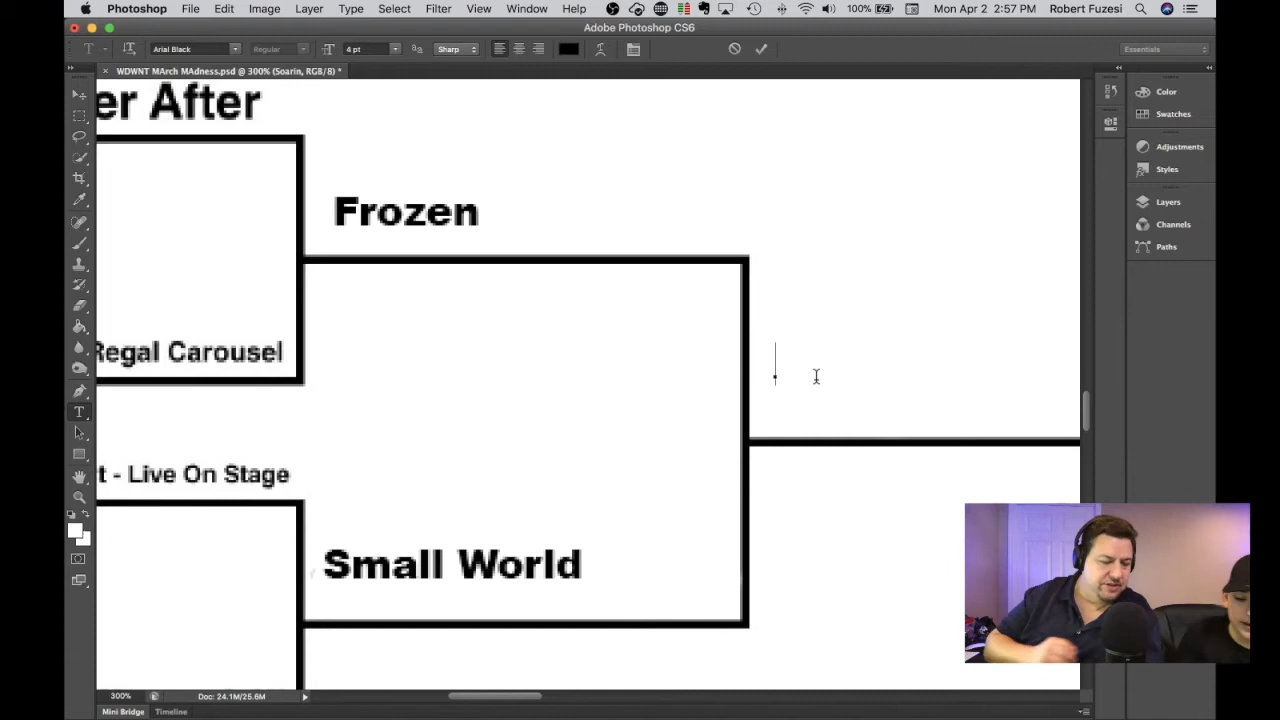 Photoshop File Edit Image Layer Type Select Filter View Window Help 100% Mon Apr 2 2:57 PM Robert Fuzesi
Adobe Photoshop CS6
Arial Black Regular 4 pt Sharp Essentials
WDWNT MArch MAdness.psd @ 300% (Soarin, RGB/8) *
er After
Color
Swatches
Adjustments
Styles
Frozen
Layers
Channels
Paths
Regal Carousel
t - Live On Stage
Small World
300% Doc: 24.1M/25.6M
Mini Bridge Timeline